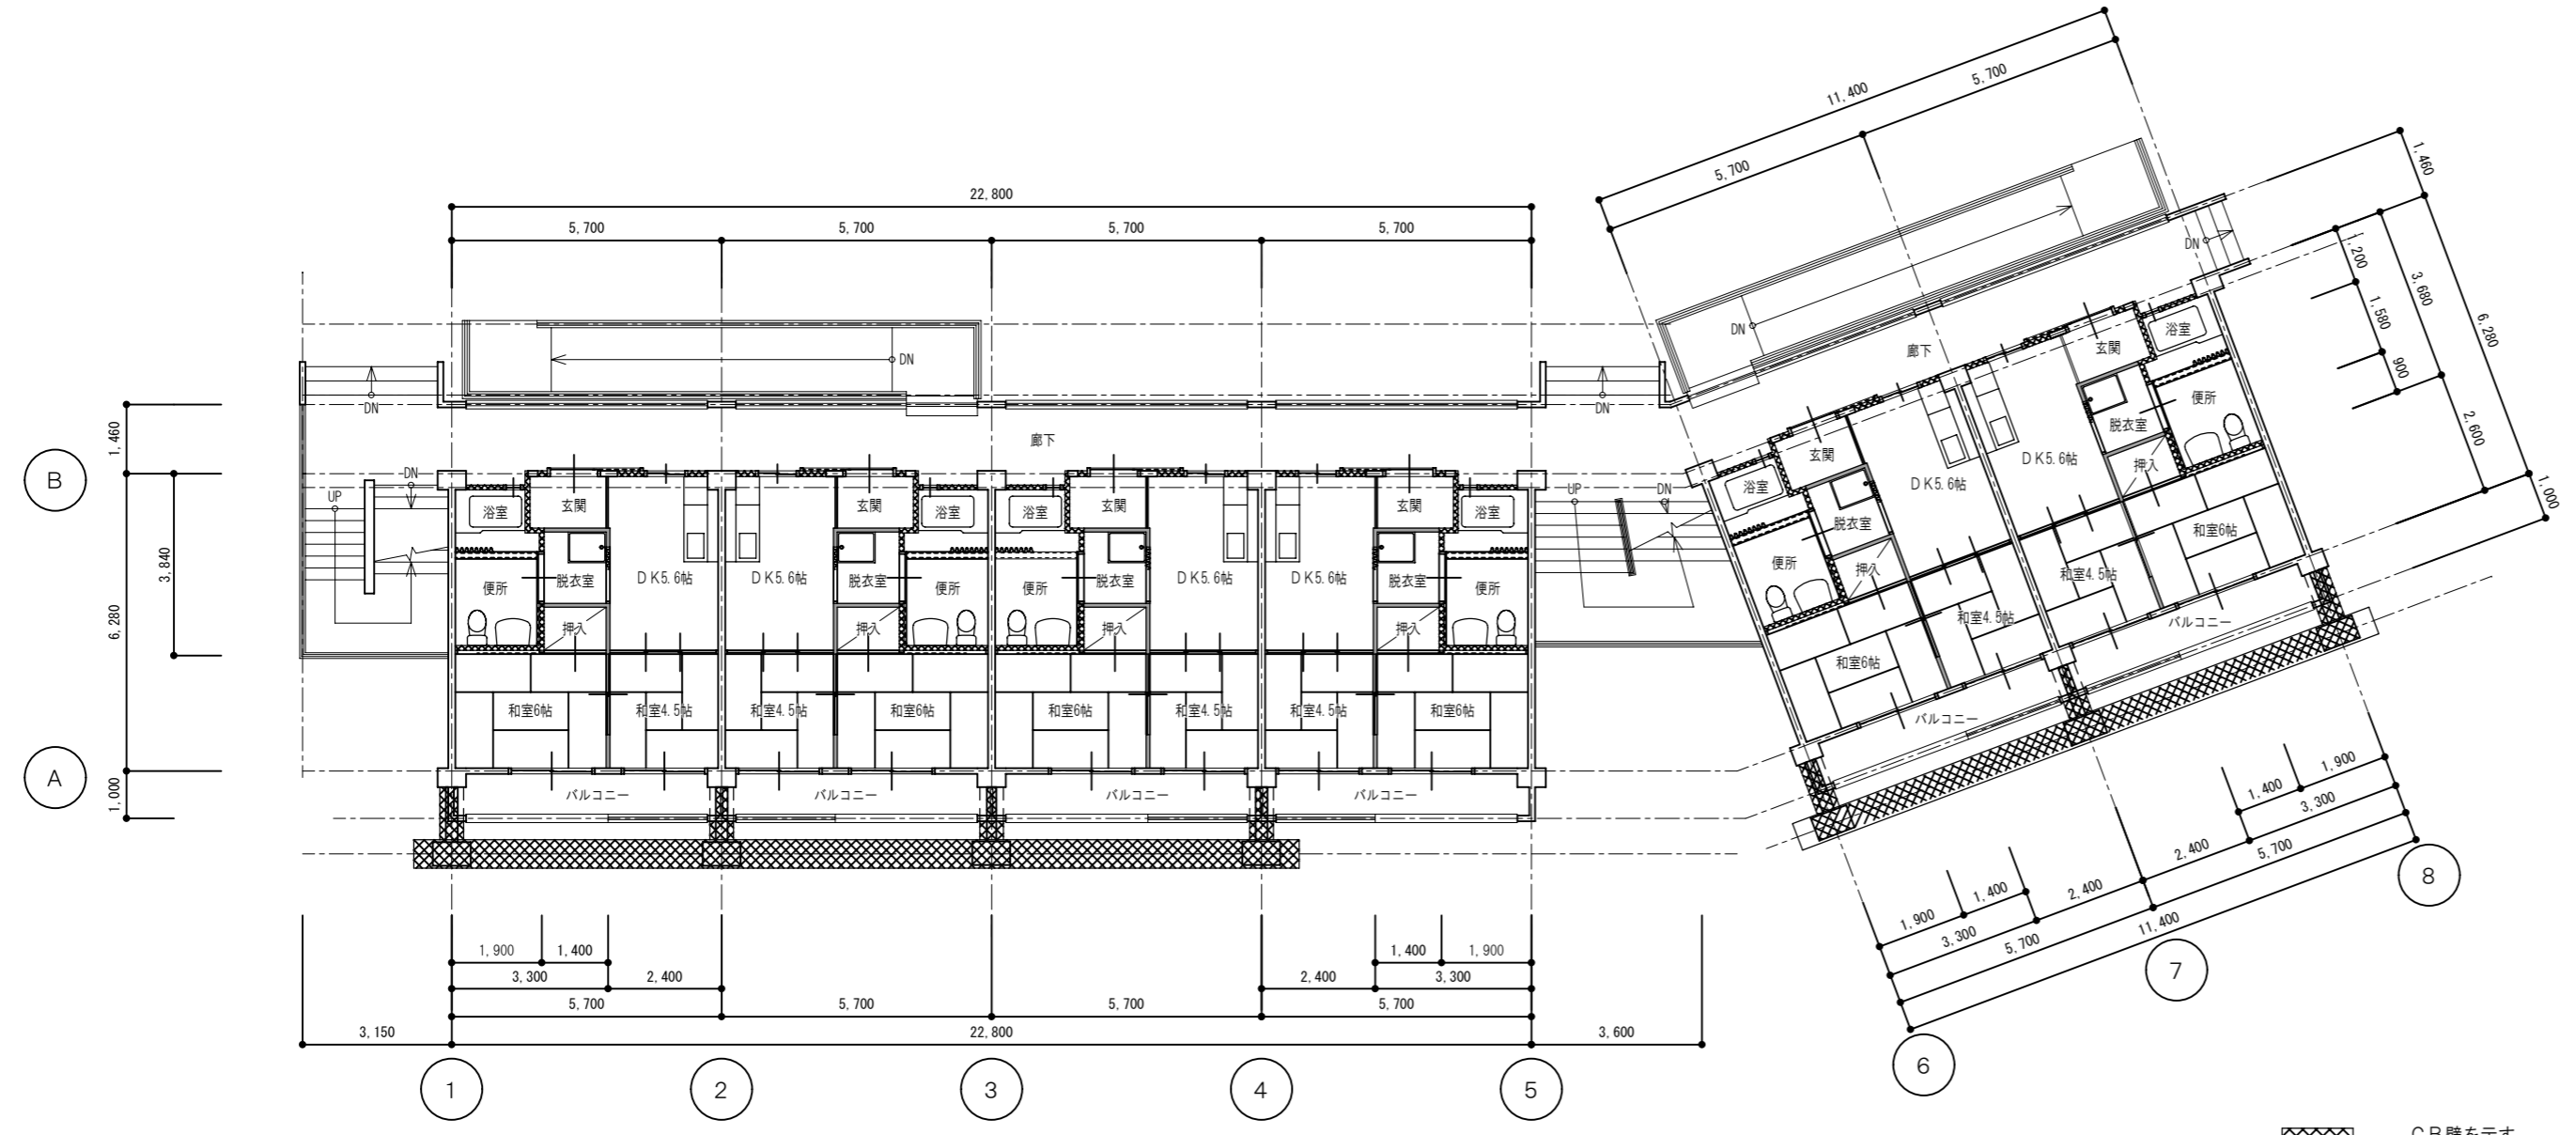 11,400
5,700
5,700
1,460
22,800
5,700
5,700
5,700
5,700
DN
DN
200
3,680
1,580
6,280
900
2,600
1,000
廊下
浴室
玄関
便所
脱衣室
押入
DK5.6帖
和室6帖
和室4.5帖
バルコニー
玄関
浴室
DK5.6帖
脱衣室
便所
押入
和室6帖
和室4.5帖
バルコニー
DN
DN
DN
DN
1,460
廊下
B
DN
UP
UP
DN
浴室
玄関
玄関
浴室
浴室
玄関
玄関
浴室
3,840
6,280
便所
脱衣室
DK5.6帖
DK5.6帖
脱衣室
便所
便所
脱衣室
DK5.6帖
DK5.6帖
脱衣室
便所
押入
押入
押入
押入
和室6帖
和室4.5帖
和室4.5帖
和室6帖
和室6帖
和室4.5帖
和室4.5帖
和室6帖
A
1,000
バルコニー
バルコニー
バルコニー
バルコニー
1,900
1,400
1,400
1,900
3,300
2,400
2,400
3,300
5,700
5,700
5,700
5,700
3,150
22,800
3,600
1
2
3
4
5
1,900
1,400
2,400
2,400
1,400
1,900
3,300
3,300
5,700
5,700
11,400
6
7
8
CB壁を示す